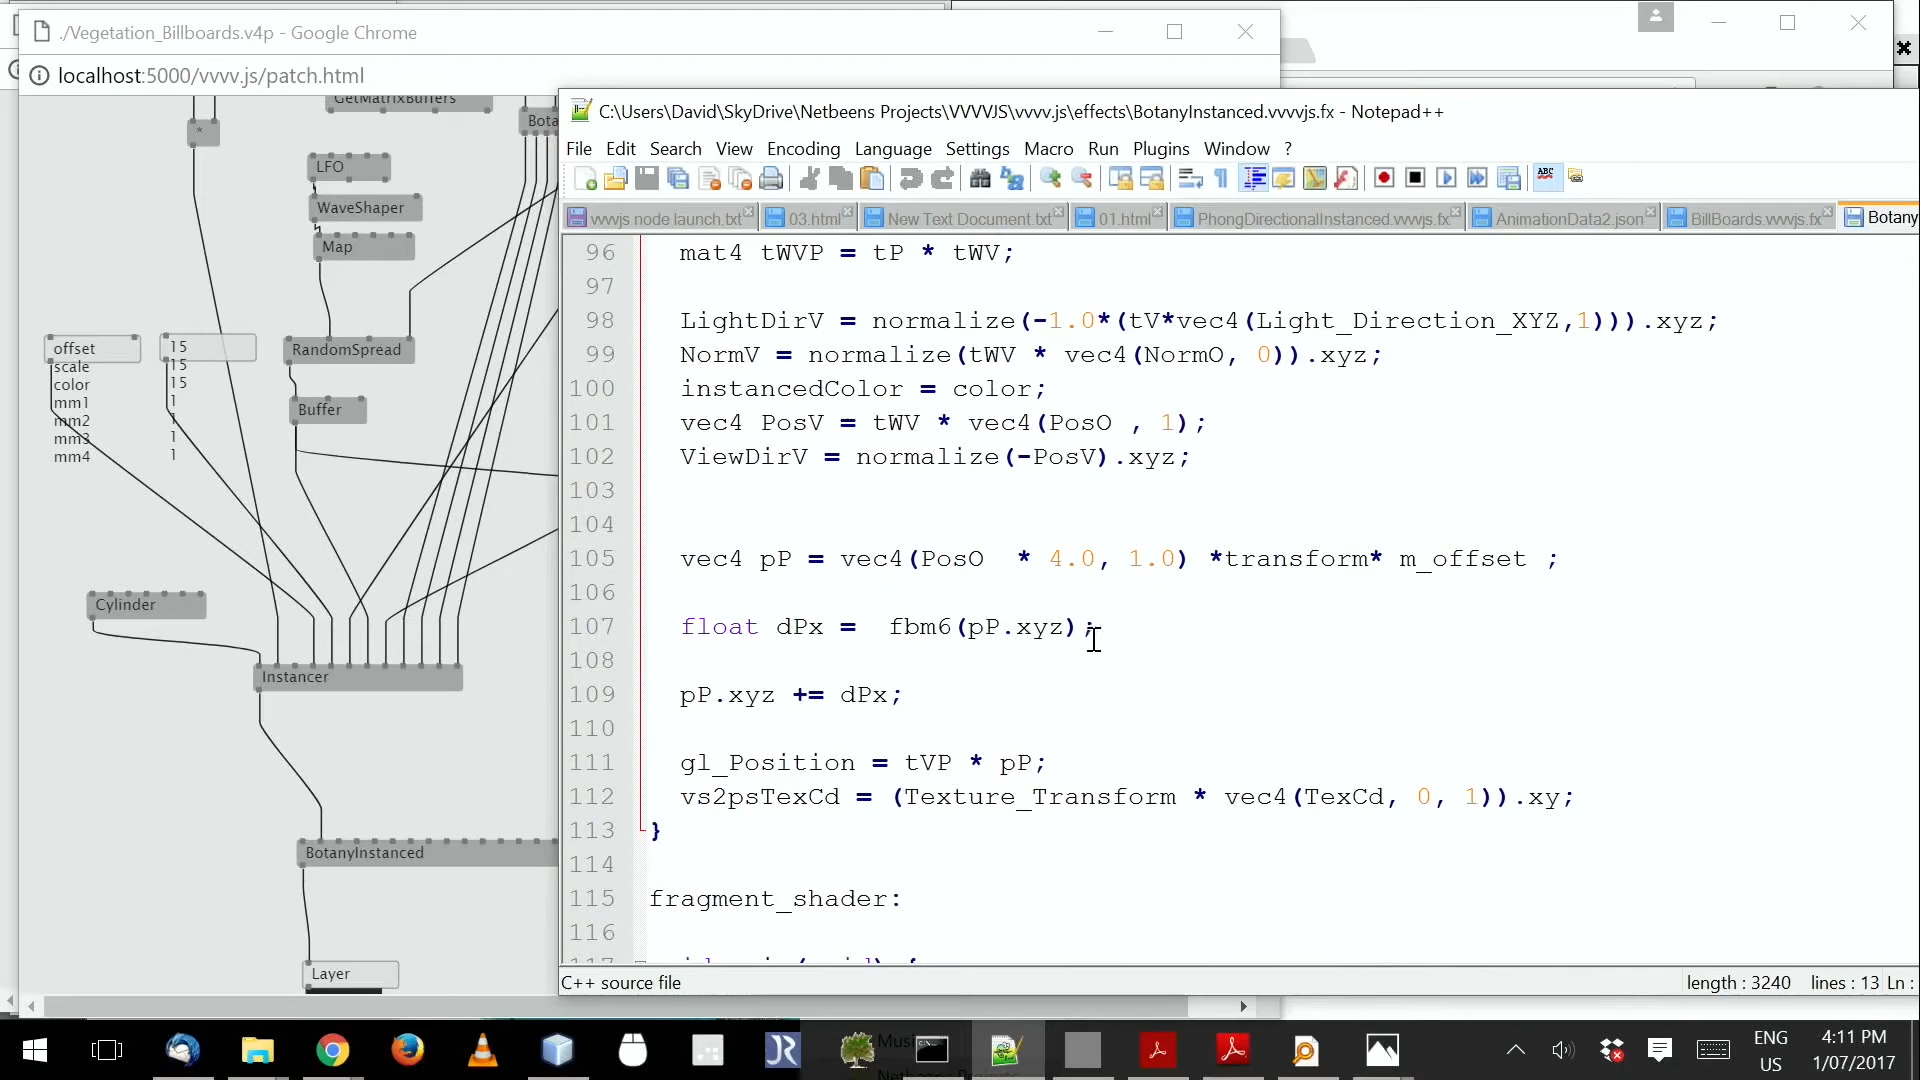 ./Vegetation_Billboards.v4p - Google Chrome
localhost:5000/vvvv.js/patch.html
GetMatrixBuffers
*
Bota
LFO
WaveShaper
Map
RandomSpread
Buffer
offset
scale
color
mm1
mm2
mm3
mm4
15
15
15
1
1
1
1
Cylinder
Instancer
BotanyInstanced
Layer
C:\Users\David\SkyDrive\Netbeens Projects\VVVVJS\vvvv.js\effects\BotanyInstanced.vvvvjs.fx - Notepad++
File Edit Search View Encoding Language Settings Macro Run Plugins Window ?
ABC
vvvvjs node launch.txt 03.html New Text Document.txt 01.html PhongDirectionalInstanced.vvvvjs.fx AnimationData2.json BillBoards.vvvvjs.fx Botany
96 mat4 tWVP = tP * tWV;
97
98 LightDirV = normalize(-1.0*(tV*vec4(Light_Direction_XYZ,1))).xyz;
99 NormV = normalize(tWV * vec4(NormO, 0)).xyz;
100 instancedColor = color;
101 vec4 PosV = tWV * vec4(PosO , 1);
102 ViewDirV = normalize(-PosV).xyz;
103
104
105 vec4 pP = vec4(PosO * 4.0, 1.0) *transform* m_offset ;
106
107 float dPx = fbm6(pP.xyz);
108
109 pP.xyz += dPx;
110
111 gl_Position = tVP * pP;
112 vs2psTexCd = (Texture_Transform * vec4(TexCd, 0, 1)).xy;
113 }
114
115 fragment_shader:
116
C++ source file
length : 3240 lines : 13 Ln :
Musi
ENG
US
4:11 PM
1/07/2017